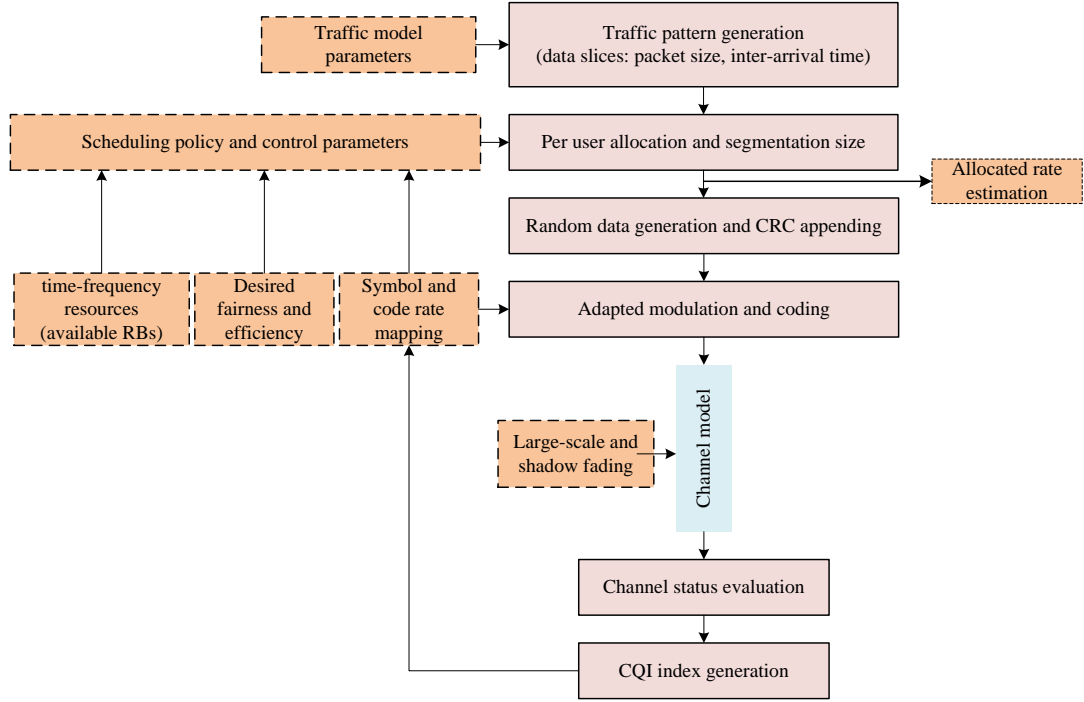 Traffic model
parameters
Traffic pattern generation
(data slices: packet size, inter-arrival time)
Scheduling policy and control parameters
Per user allocation and segmentation size
Allocated rate
estimation
Random data generation and CRC appending
time-frequency
resources
(available RBs)
Desired
fairness and
efficiency
Symbol and
code rate
mapping
Adapted modulation and coding
Channel model
Large-scale and
shadow fading
Channel status evaluation
CQI index generation